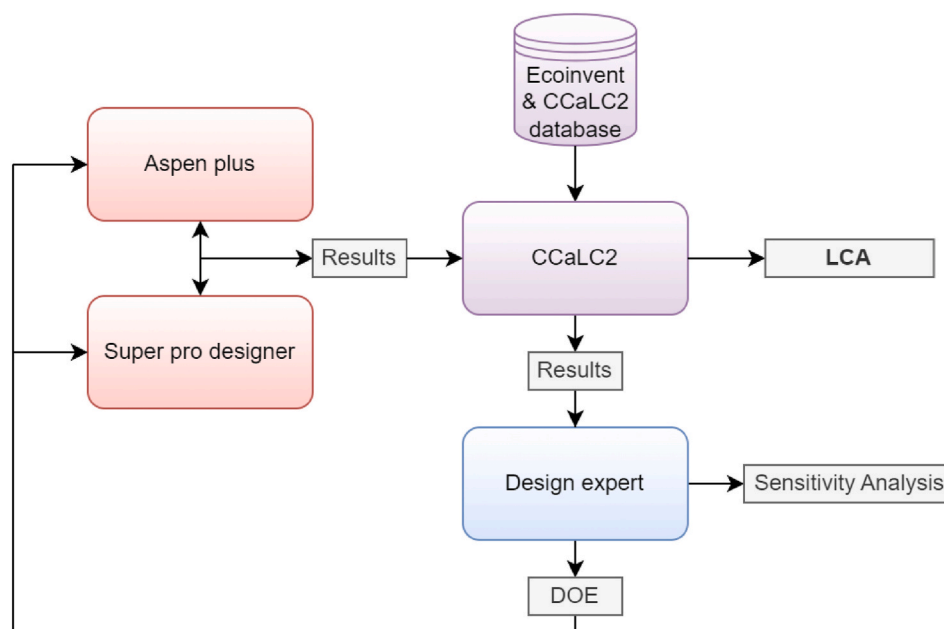 Ecoinvent
& CCaLC2
database
Aspen plus
Results
CCaLC2
LCA
Super pro designer
Results
Design expert
Sensitivity Analysis
DOE